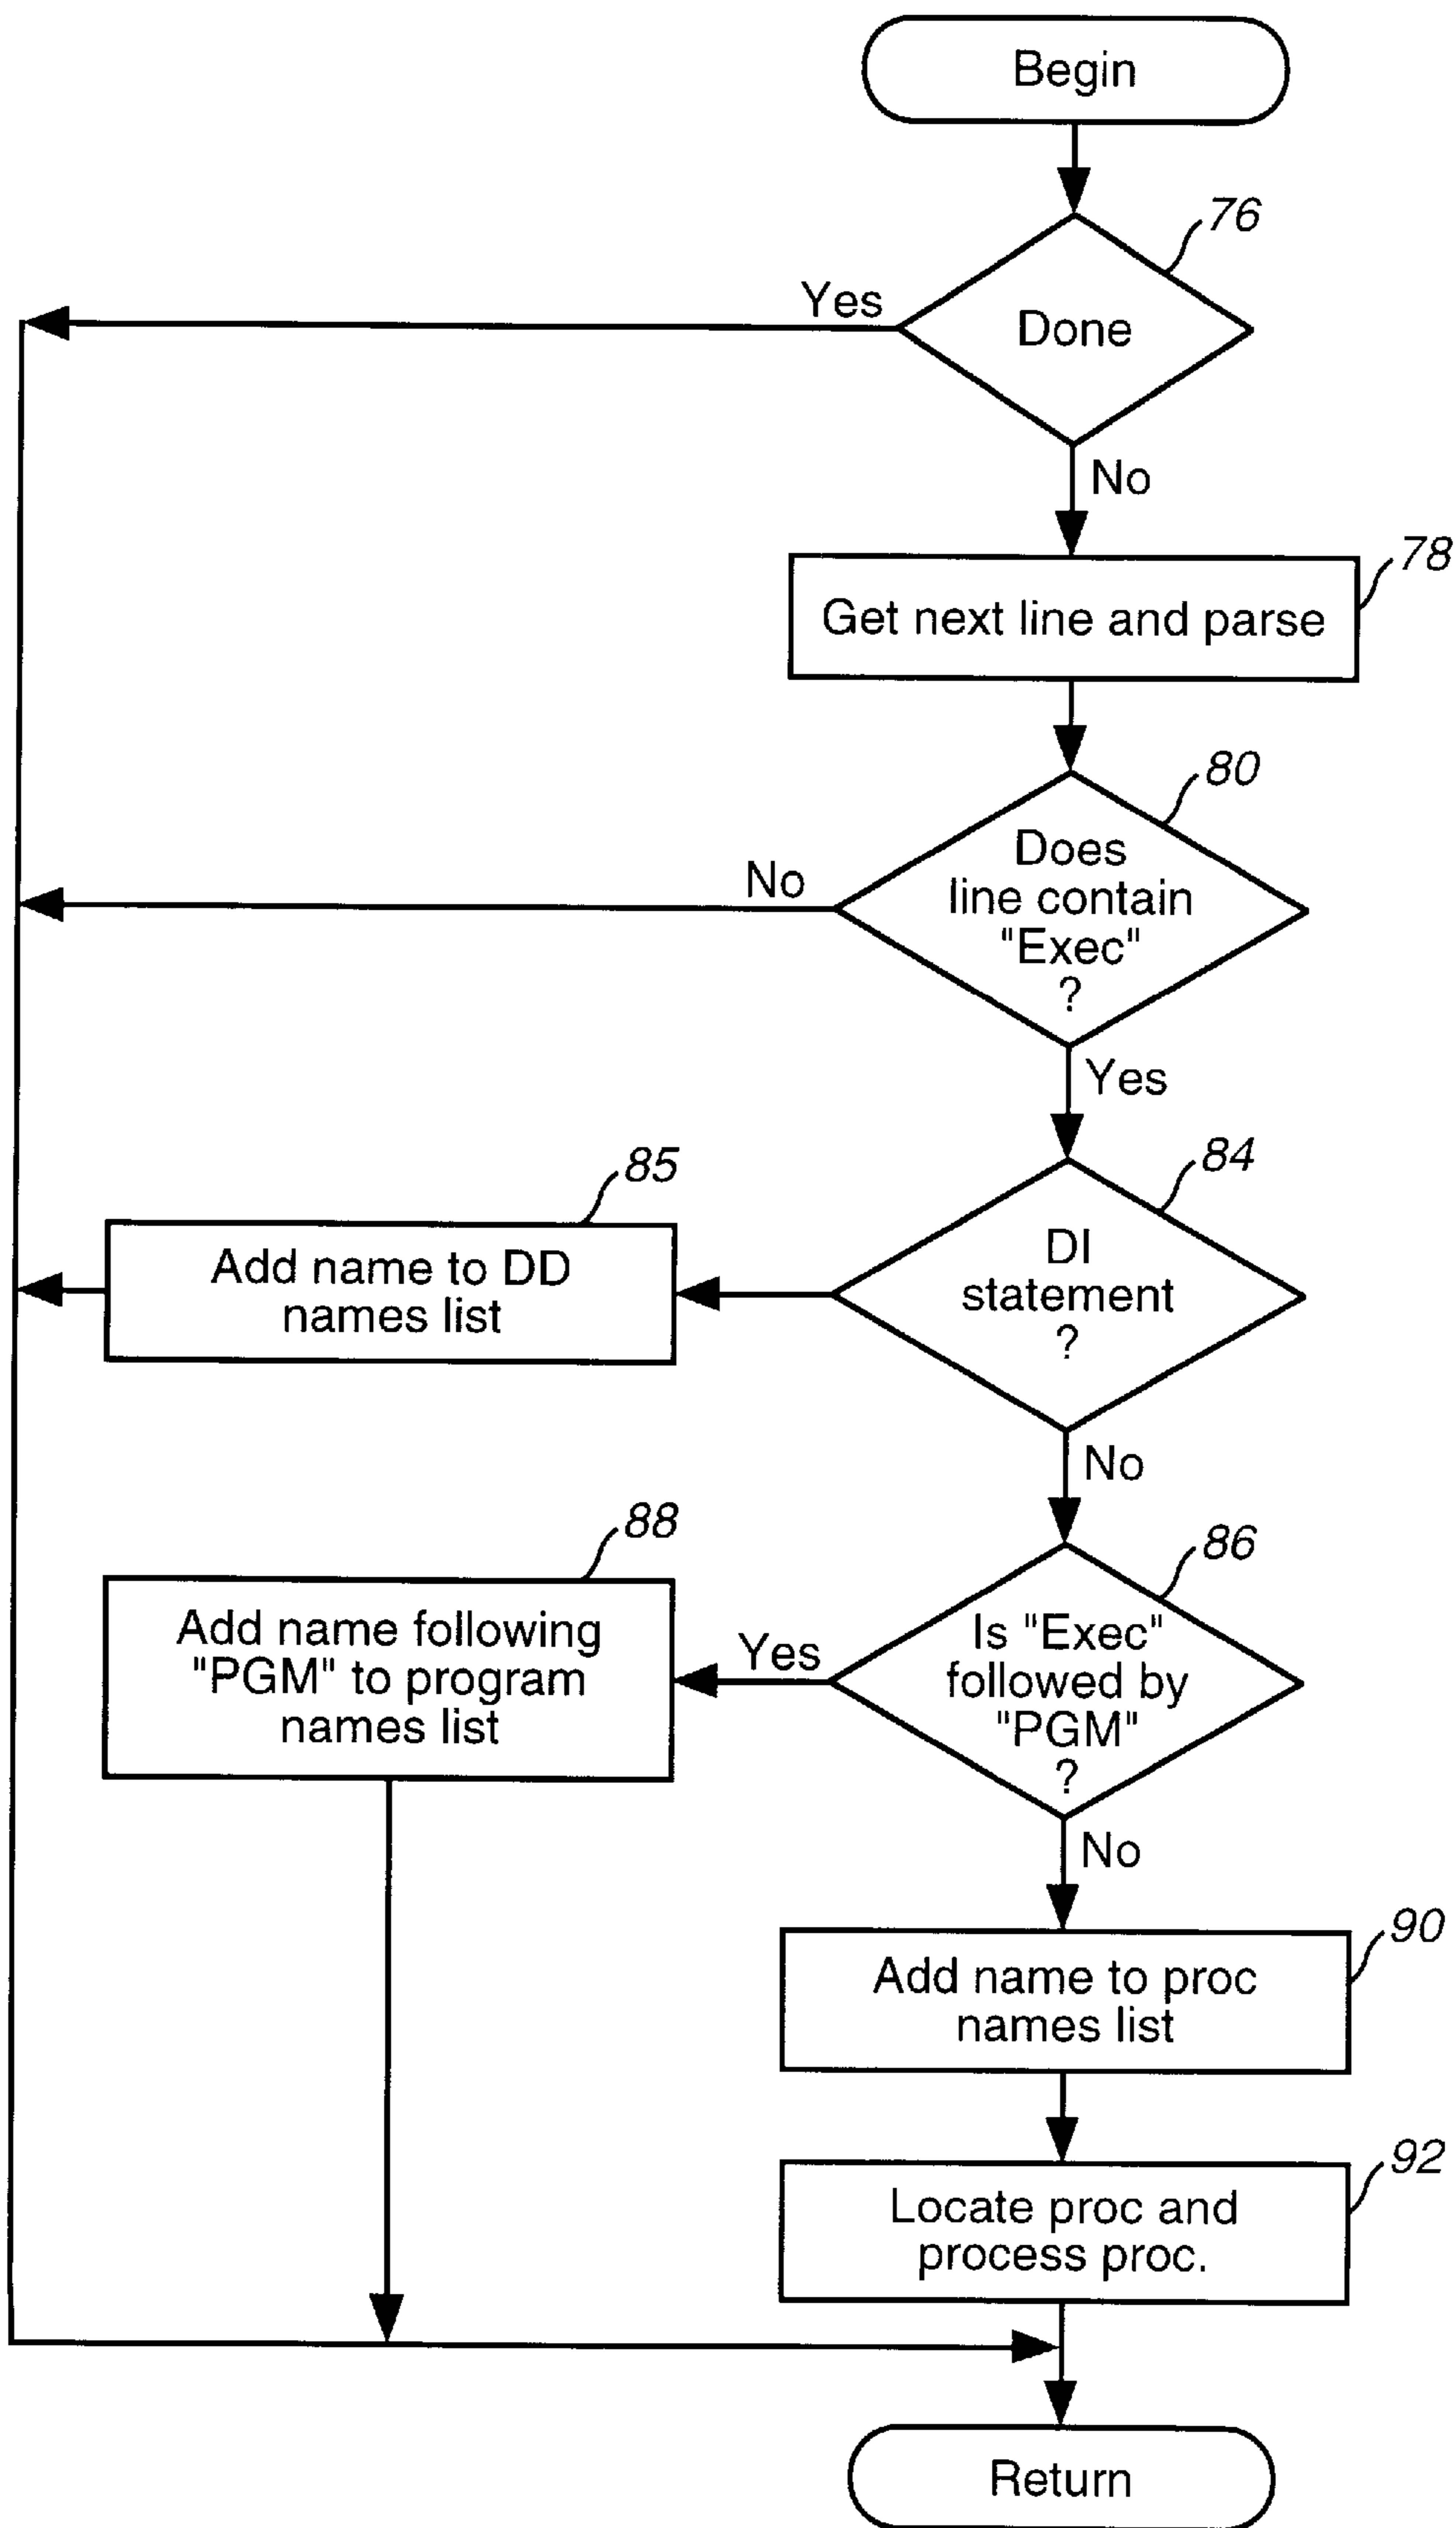 Begin
76
Yes
Done
No
78
Get next line and parse
80
Does
line contain
"Exec"
?
No
Yes
84
DI
statement
?
85
Add name to DD
names list
No
86
Is "Exec"
followed by
"PGM"
?
Yes
88
Add name following
"PGM" to program
names list
No
90
Add name to proc
names list
92
Locate proc and
process proc.
Return